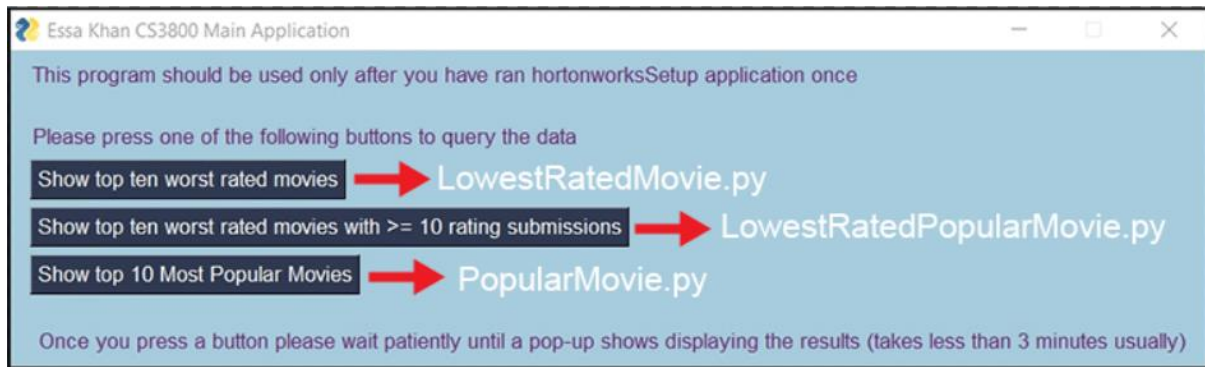 Essa Khan CS3800 Main Application
This program should be used only after you have ran hortonworksSetup application once
Please press one of the following buttons to query the data
Show top ten worst rated movies LowestRatedMovie.py
Show top ten worst rated movies with >= 10 rating submissions LowestRatedPopularMovie.py
Show top 10 Most Popular Movies PopularMovie.py
Once you press a button please wait patiently until a pop-up shows displaying the results (takes less than 3 minutes usually)